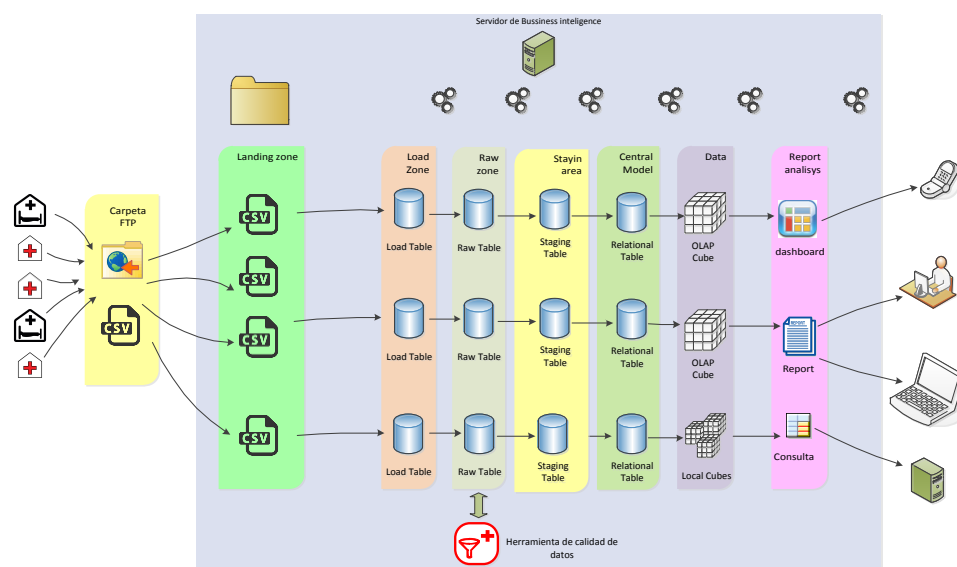 Servidor de Bussiness inteligence
Landing zone
Load
Zone
Raw
zone
Stayin
area
Central
Model
Data
Report
analisys
Carpeta
FTP
CSV
CSV
CSV
CSV
CSV
Load Table
Raw Table
Staging
Table
Relational
Table
OLAP
Cube
dashboard
Load Table
Raw Table
Staging
Table
Relational
Table
OLAP
Cube
REPORT
Report
Load Table
Raw Table
Staging
Table
Relational
Table
Local Cubes
Consulta
Herramienta de calidad de
datos